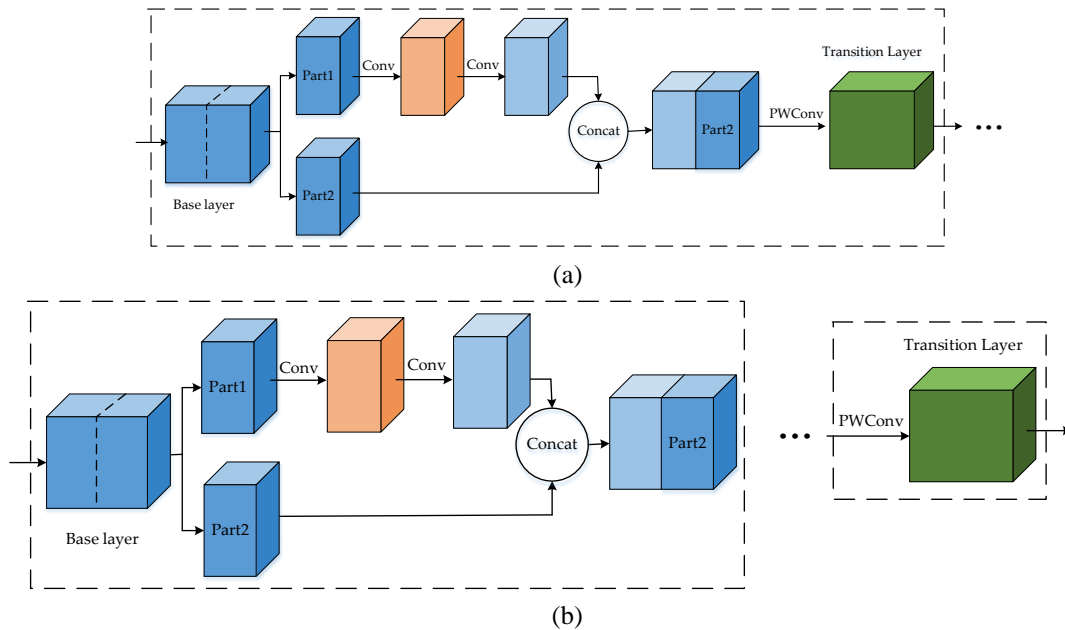 Part1
Conv
Conv
Transition Layer
Concat
Part2
PWConv
Part2
Base layer
(a)
Part1
Conv
Conv
Transition Layer
Concat
Part2
PWConv
Part2
Base layer
(b)